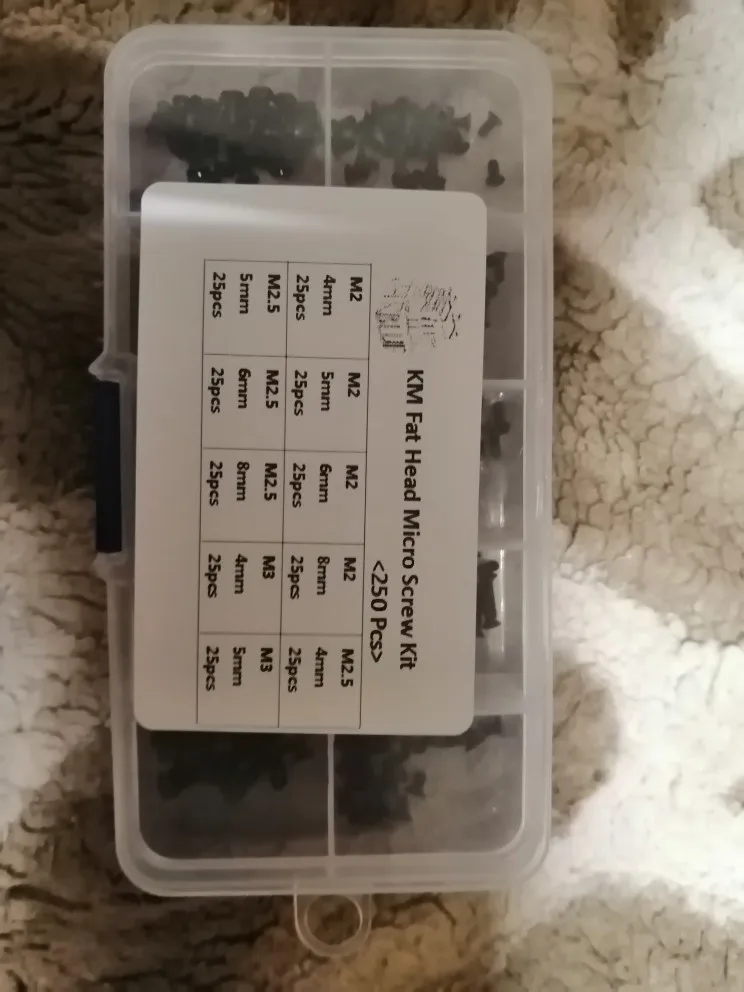 KM Fat Head Micro Screw Kit
<250 Pcs>
M2 M2 M2 M2 M2.5
4mm 5mm 6mm 8mm 4mm
25pcs 25pcs 25pcs 25pcs 25pcs
M2.5 M2.5 M2.5 M3 M3
5mm 6mm 8mm 4mm 5mm
25pcs 25pcs 25pcs 25pcs 25pcs